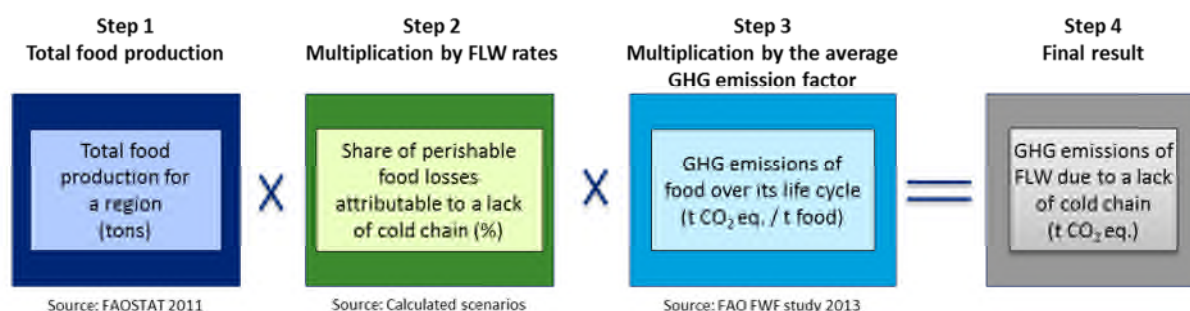 Step 1
Total food production
Step 2
Multiplication by FLW rates
Step 3
Multiplication by the average
GHG emission factor
Step 4
Final result
Total food
production for
a region
(tons)
X
Share of perishable
food losses
attributable to a lack
of cold chain (%)
X
GHG emissions of
food over its life cycle
(t CO₂ eq. / t food)
=
GHG emissions of
FLW due to a lack
of cold chain
(t CO₂ eq.)
Source: FAOSTAT 2011
Source: Calculated scenarios
Source: FAO FWF study 2013